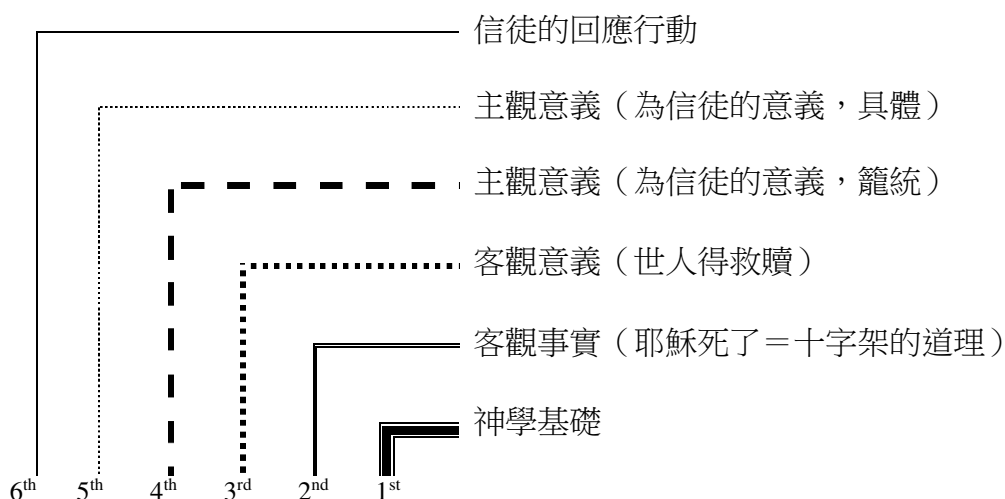 信徒的回應行動
主觀意義（為信徒的意義，具體）
主觀意義（為信徒的意義，籠統）
客觀意義（世人得救贖）
客觀事實（耶穌死了＝十字架的道理）
神學基礎
6th 5th 4th 3rd 2nd 1st